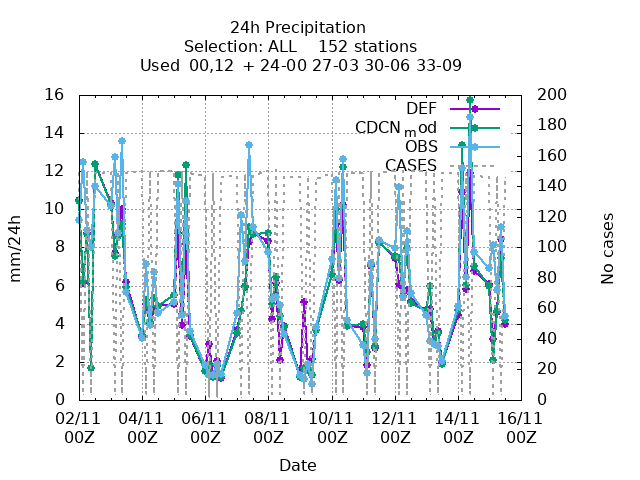 24h Precipitation
Selection: ALL 152 stations
Used 00,12 + 24-00 27-03 30-06 33-09
16 200
DEF
14 180
CDCN_mod
OBS
160
12 CASES
140
10
120
8 100
6 80
60
4
40
2
20
0 0
mm/24h
No cases
02/11 04/11 06/11 08/11 10/11 12/11 14/11 16/11
00Z 00Z 00Z 00Z 00Z 00Z 00Z 00Z
Date